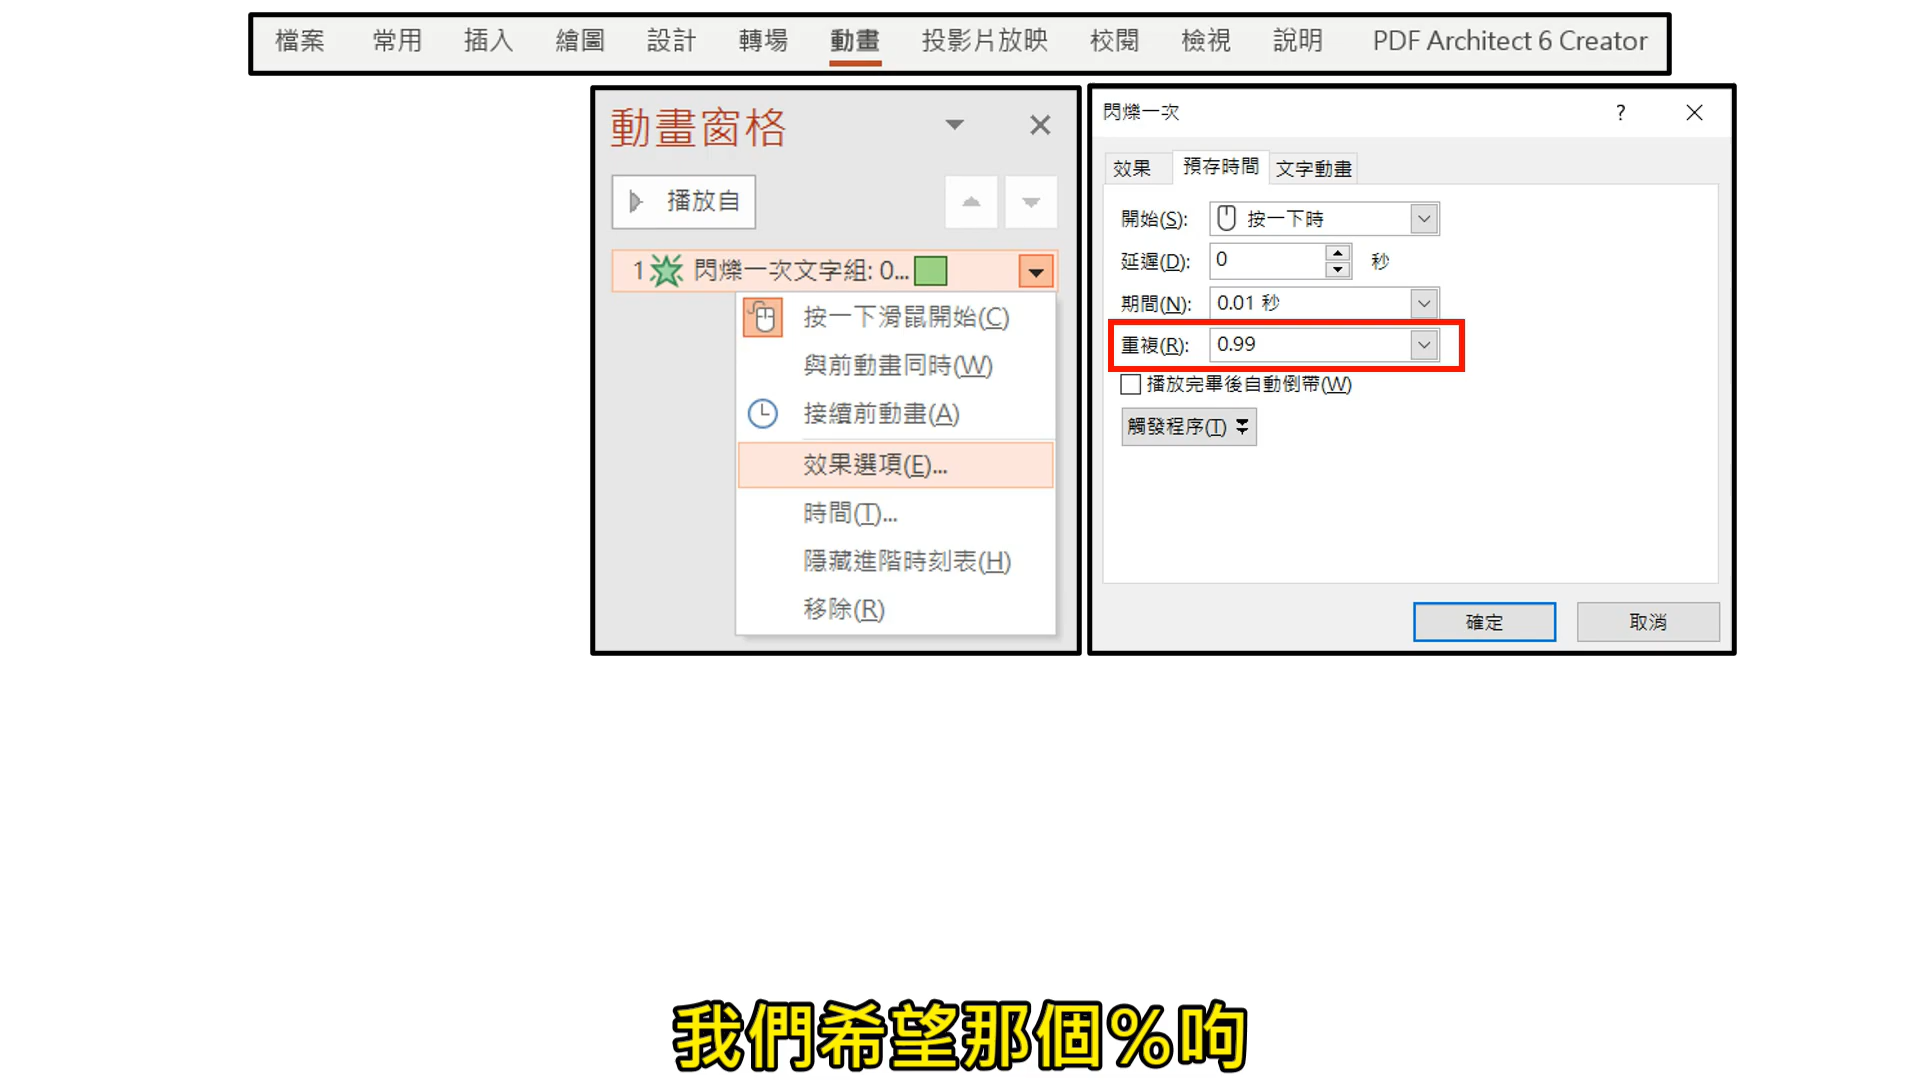 檔案 常用 插入 繪圖 設計 轉場 動畫 投影片放映 校閱 檢視 說明 PDF Architect 6 Creator
動畫窗格
播放自
1 閃爍一次文字組: 0...
按一下滑鼠開始(C)
與前動畫同時(W)
接續前動畫(A)
效果選項(E)...
時間(T)...
隱藏進階時刻表(H)
移除(R)
閃爍一次 ?
效果 預存時間 文字動畫
開始(S): 按一下時
延遲(D): 0 秒
期間(N): 0.01 秒
重複(R): 0.99
播放完畢後自動倒帶(W)
觸發程序(T)
確定 取消
我們希望那個%呴